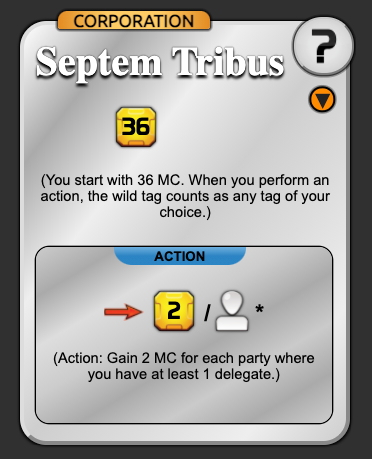 CORPORATION
Septem Tribus
?
36
(You start with 36 MC. When you perform an
action, the wild tag counts as any tag of your
choice.)
ACTION
2 / *
(Action: Gain 2 MC for each party where
you have at least 1 delegate.)